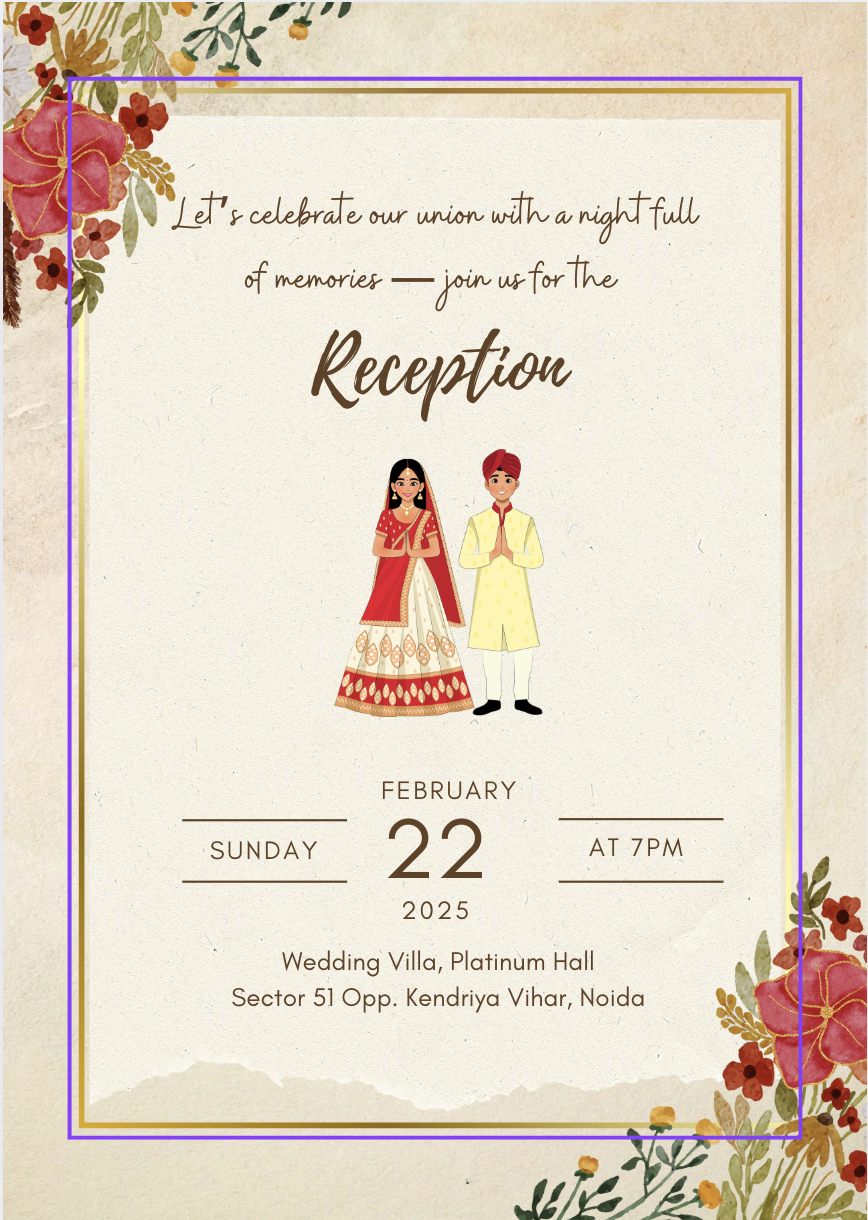 Let's celebrate our union with a night full
of memories — join us for the
Reception
FEBRUARY
SUNDAY
22
AT 7PM
2025
Wedding Villa, Platinum Hall
Sector 51 Opp. Kendriya Vihar, Noida